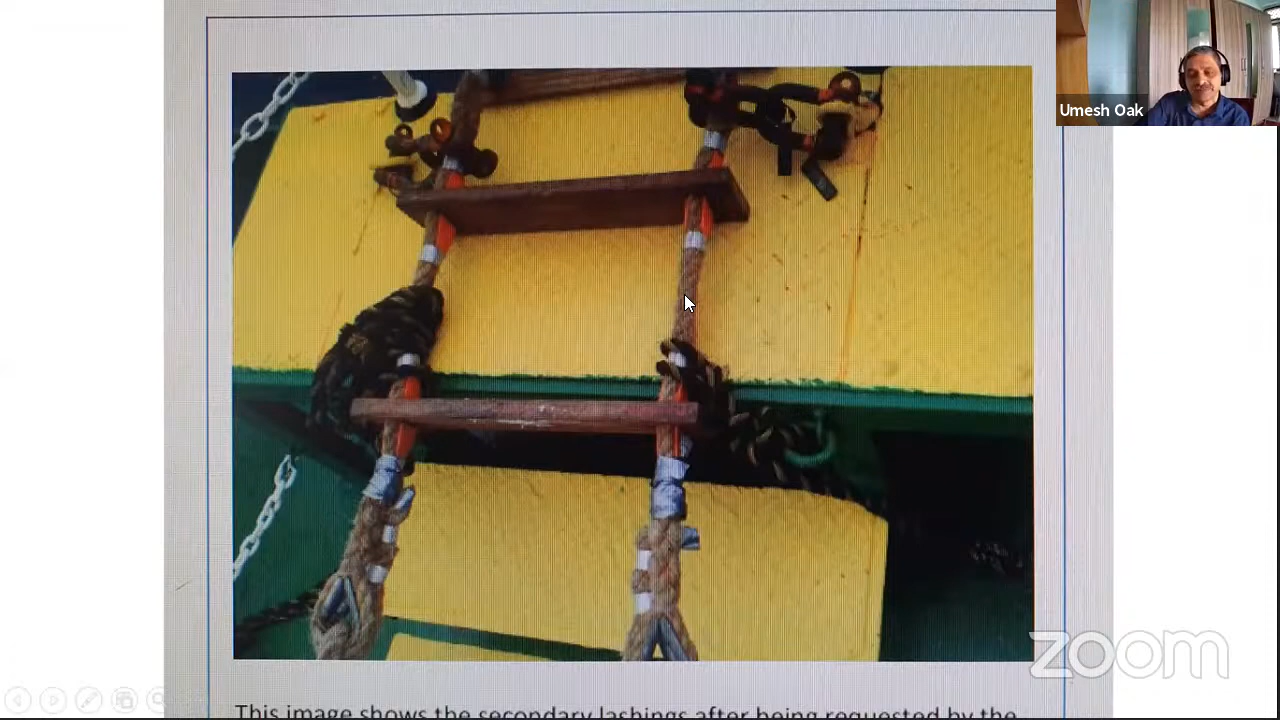 Umesh Oak
zoom
This image shows the secondary lashings after being requested by the